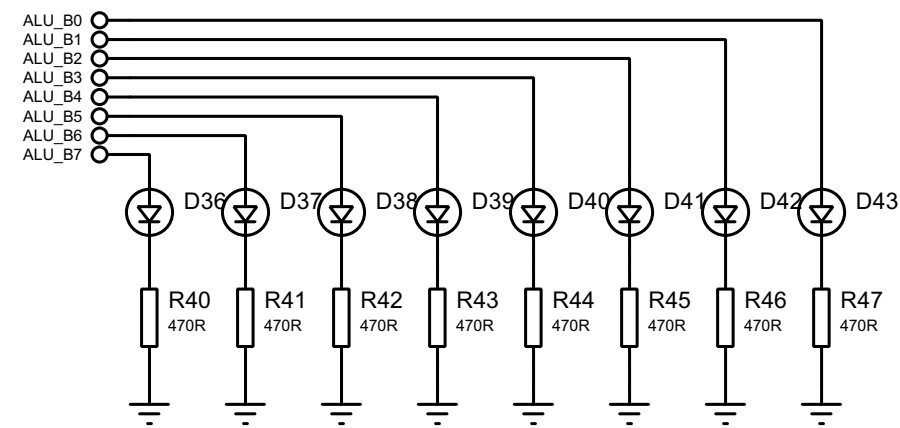 ALU_B0
ALU_B1
ALU_B2
ALU_B3
ALU_B4
ALU_B5
ALU_B6
ALU_B7
D36 D37 D38 D39 D40 D41 D42 D43
R40 R41 R42 R43 R44 R45 R46 R47
470R 470R 470R 470R 470R 470R 470R 470R